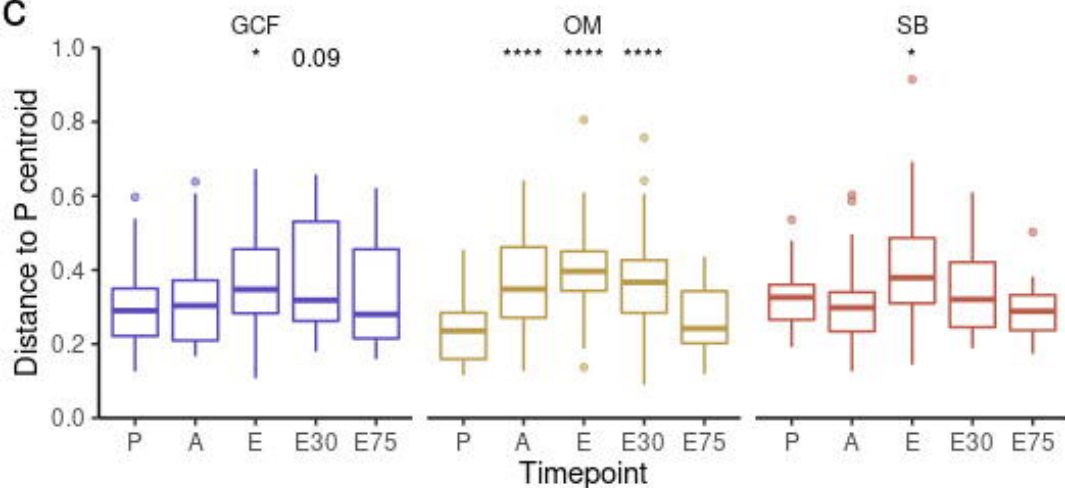 C
GCF OM SB
* 0.09 **** **** **** *
1.0
0.8
0.6
0.4
0.2
0.0
Distance to P centroid
P A E E30 E75 P A E E30 E75 P A E E30 E75
Timepoint